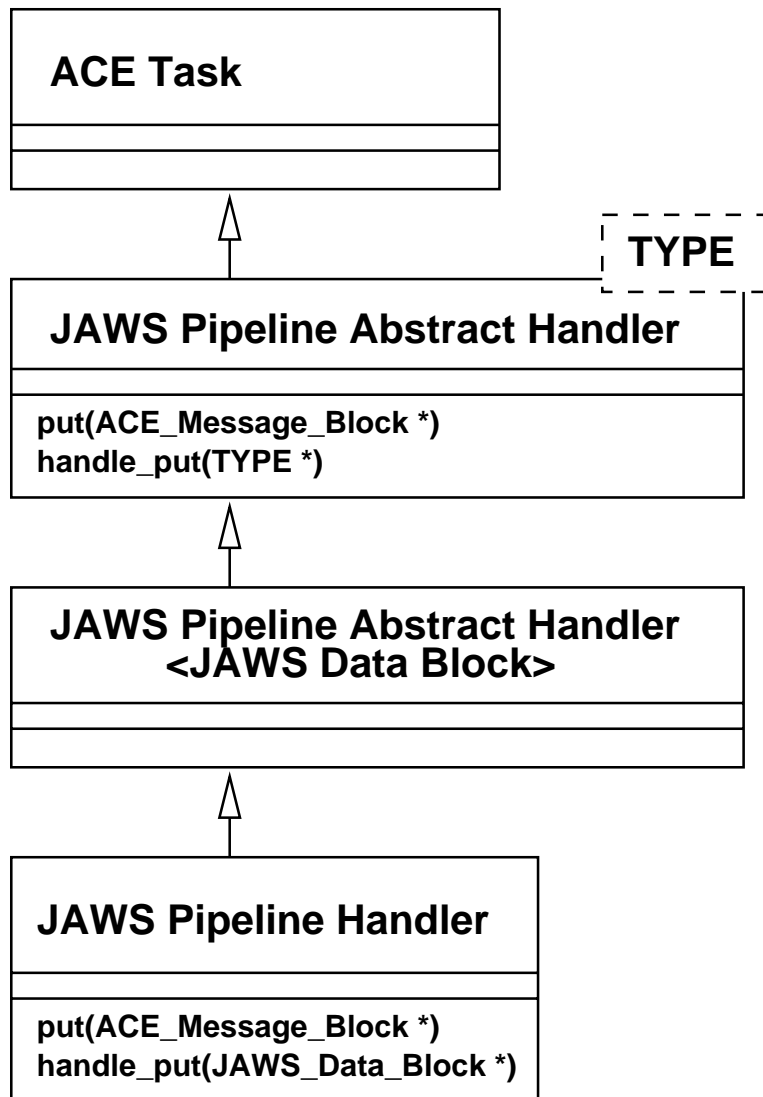 ACE Task
TYPE
JAWS Pipeline Abstract Handler
put(ACE_Message_Block *)
handle_put(TYPE *)
JAWS Pipeline Abstract Handler
<JAWS Data Block>
JAWS Pipeline Handler
put(ACE_Message_Block *)
handle_put(JAWS_Data_Block *)